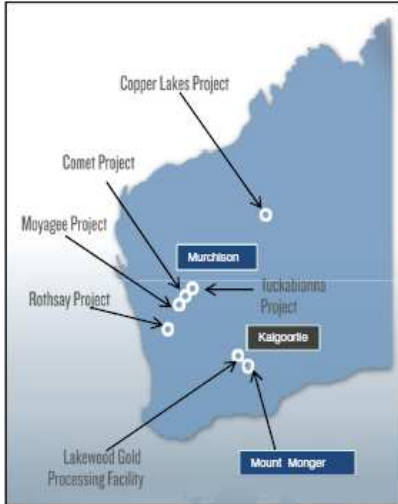 Copper Lakes Project
Comet Project
Moyagee Project
Murchison
Rothsay Project
Tuckabianna
Project
Kalgoorlie
Lakewood Gold
Processing Facility
Mount Monger